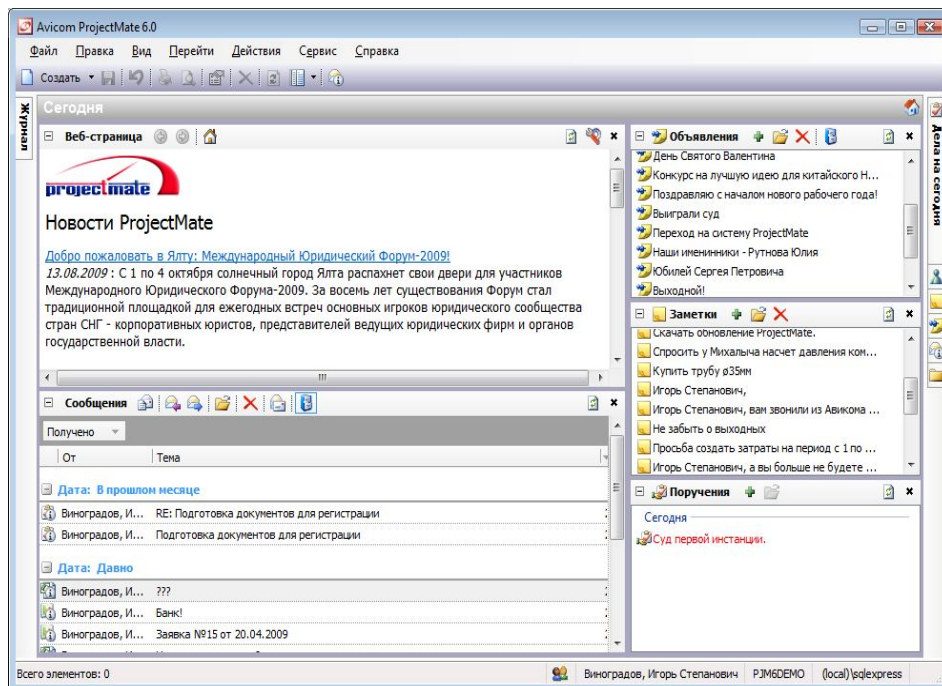 Avicom ProjectMate 6.0
Файл Правка Вид Перейти Действия Сервис Справка
Создать
Журнал
Сегодня
Веб-страница
projectmate
Новости ProjectMate
Добро пожаловать в Ялту: Международный Юридический Форум-2009!
13.08.2009 : С 1 по 4 октября солнечный город Ялта распахнет свои двери для участников
Международного Юридического Форума-2009. За восемь лет существования Форум стал
традиционной площадкой для ежегодных встреч основных игроков юридического сообщества
стран СНГ - корпоративных юристов, представителей ведущих юридических фирм и органов
государственной власти.
Сообщения
Получено
От Тема
Дата: В прошлом месяце
Виноградов, И... RE: Подготовка документов для регистрации
Виноградов, И... Подготовка документов для регистрации
Дата: Давно
Виноградов, И... ???
Виноградов, И... Банк!
Виноградов, И... Заявка №15 от 20.04.2009
Объявления
День Святого Валентина
Конкурс на лучшую идею для китайского Н...
Поздравляю с началом нового рабочего года!
Выиграли суд
Переход на систему ProjectMate
Наши именинники - Рутнова Юлия
Юбилей Сергея Петровича
Выходной!
Заметки
Скачать обновление ProjectMate.
Спросить у Михалыча насчет давления ком...
Купить трубу ø35мм
Игорь Степанович,
Игорь Степанович, вам звонили из Авикома ...
Не забыть о выходных
Просьба создать затраты на период с 1 по ...
Игорь Степанович, а вы больше не будете ...
Поручения
Сегодня
Суд первой инстанции.
Дела на сегодня
Всего элементов: 0
Виноградов, Игорь Степанович PJM6DEMO (local)\sqlexpress